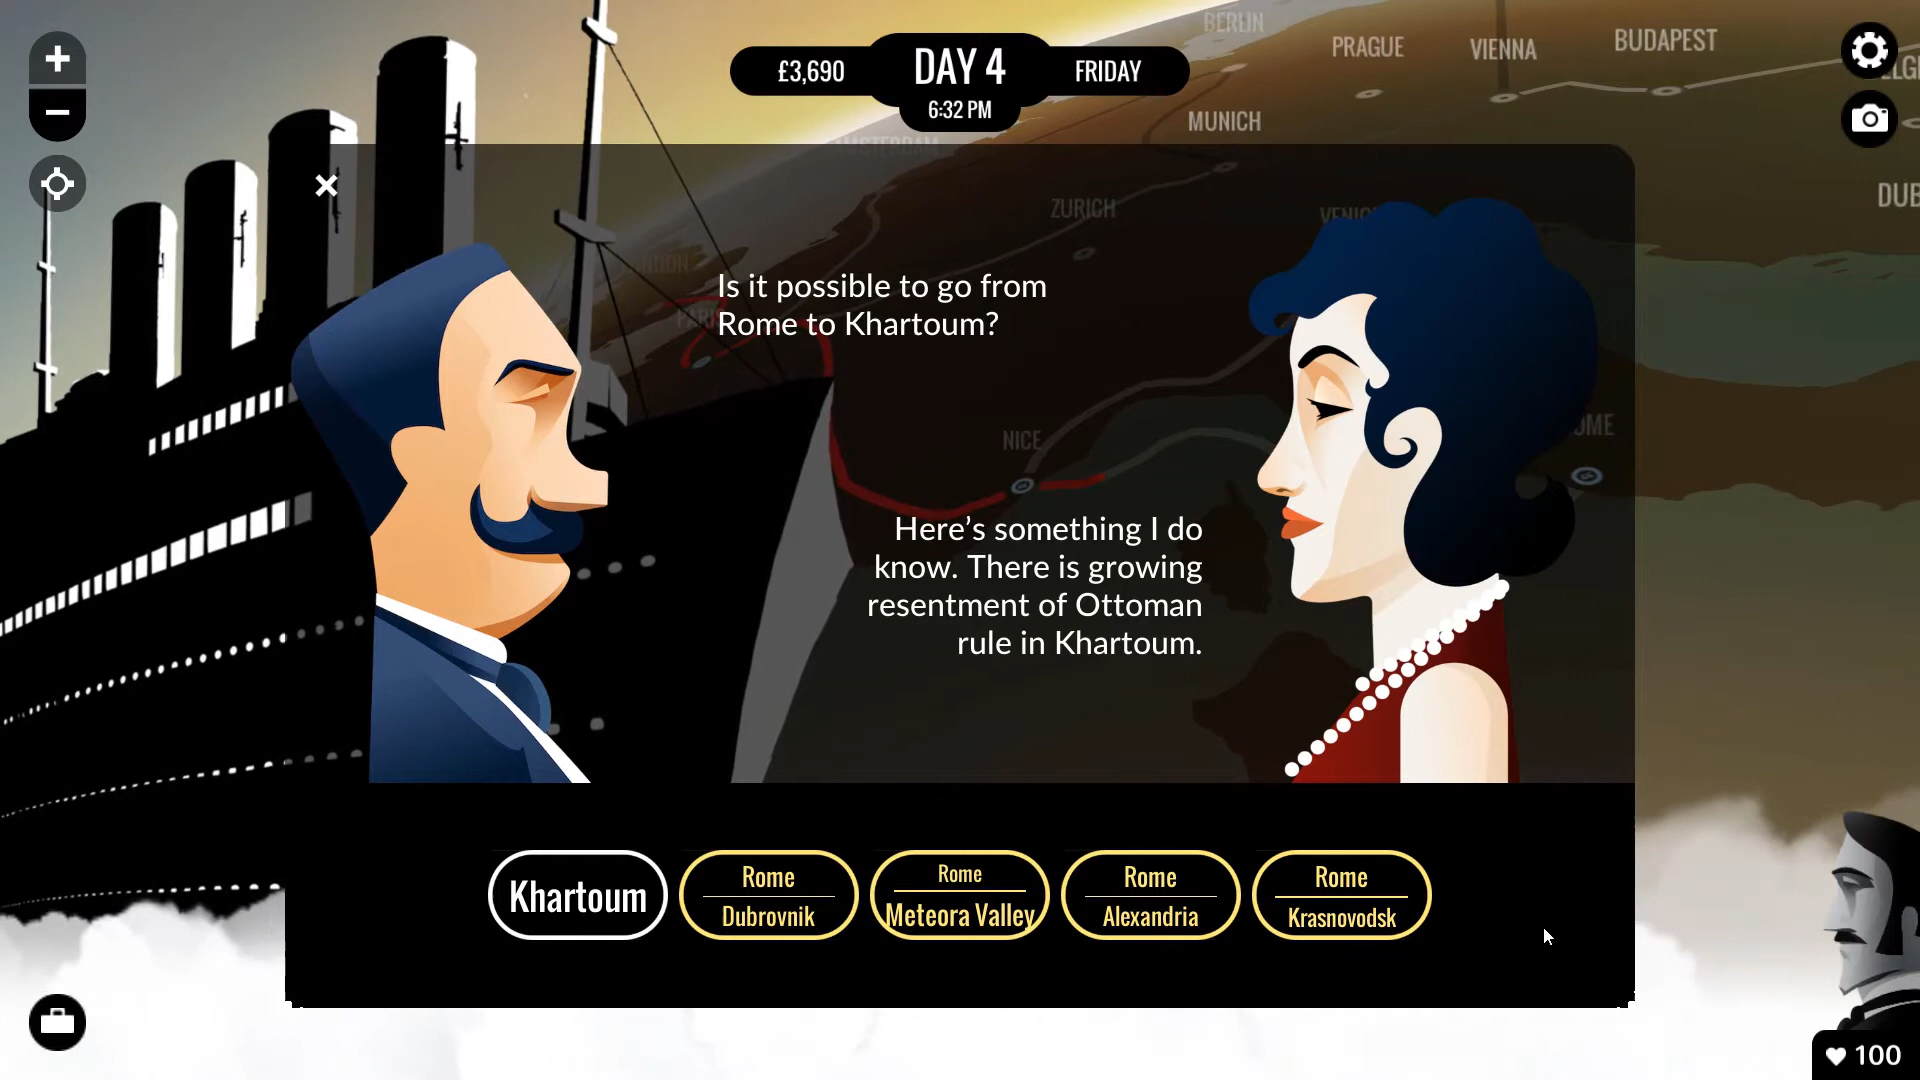 BERLIN
PRAGUE
VIENNA
BUDAPEST
£3,690
DAY 4
FRIDAY
6:32 PM
MUNICH
AMSTERDAM
ZURICH
DUB
PARIS
Is it possible to go from
Rome to Khartoum?
NICE
Here’s something I do
know. There is growing
resentment of Ottoman
rule in Khartoum.
Khartoum
Rome
Dubrovnik
Rome
Meteora Valley
Rome
Alexandria
Rome
Krasnovodsk
100